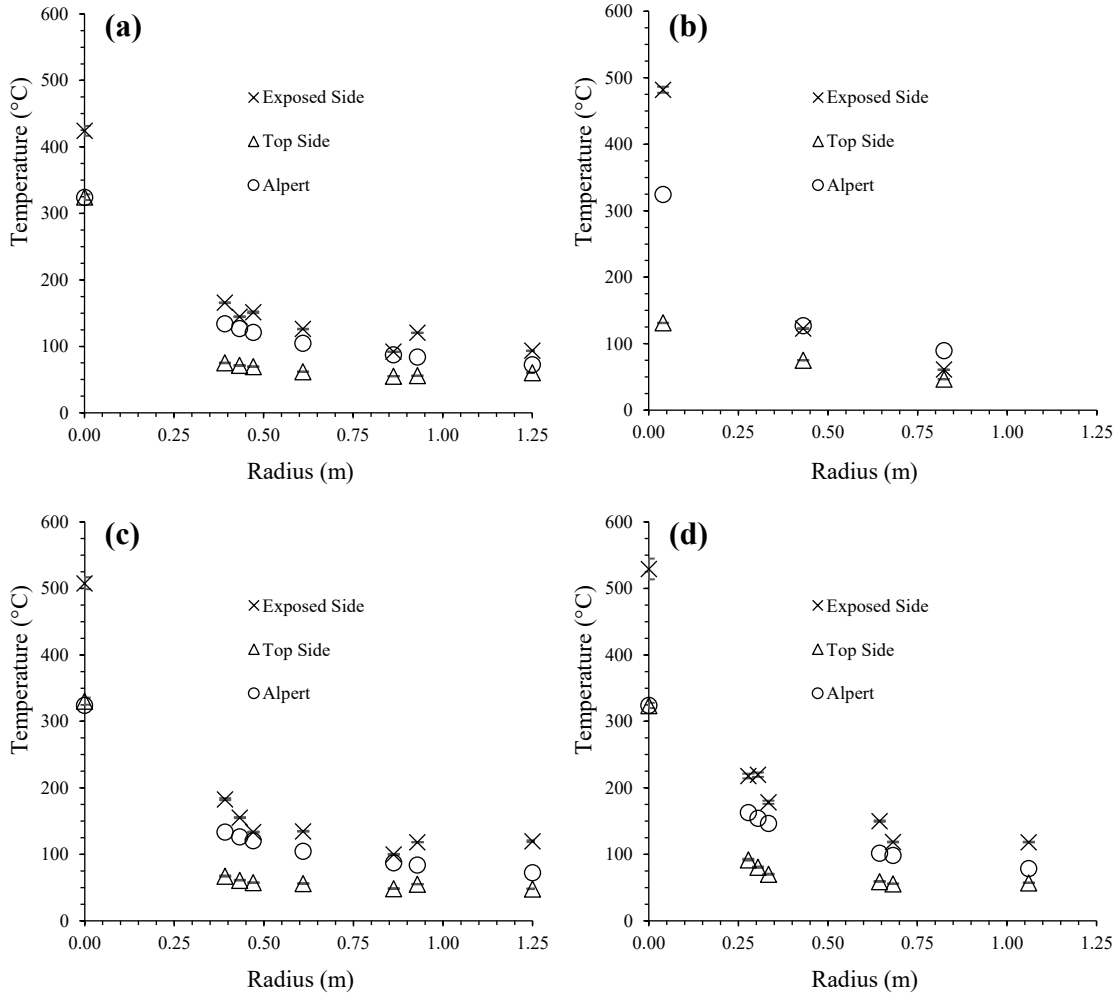 (a)
600
500
400
300
200
100
0
Temperature (°C)
Exposed Side
Top Side
Alpert
0.00 0.25 0.50 0.75 1.00 1.25
Radius (m)
(b)
600
500
400
300
200
100
0
Temperature (°C)
Exposed Side
Top Side
Alpert
0.00 0.25 0.50 0.75 1.00 1.25
Radius (m)
(c)
600
500
400
300
200
100
0
Temperature (°C)
Exposed Side
Top Side
Alpert
0.00 0.25 0.50 0.75 1.00 1.25
Radius (m)
(d)
600
500
400
300
200
100
0
Temperature (°C)
Exposed Side
Top Side
Alpert
0.00 0.25 0.50 0.75 1.00 1.25
Radius (m)